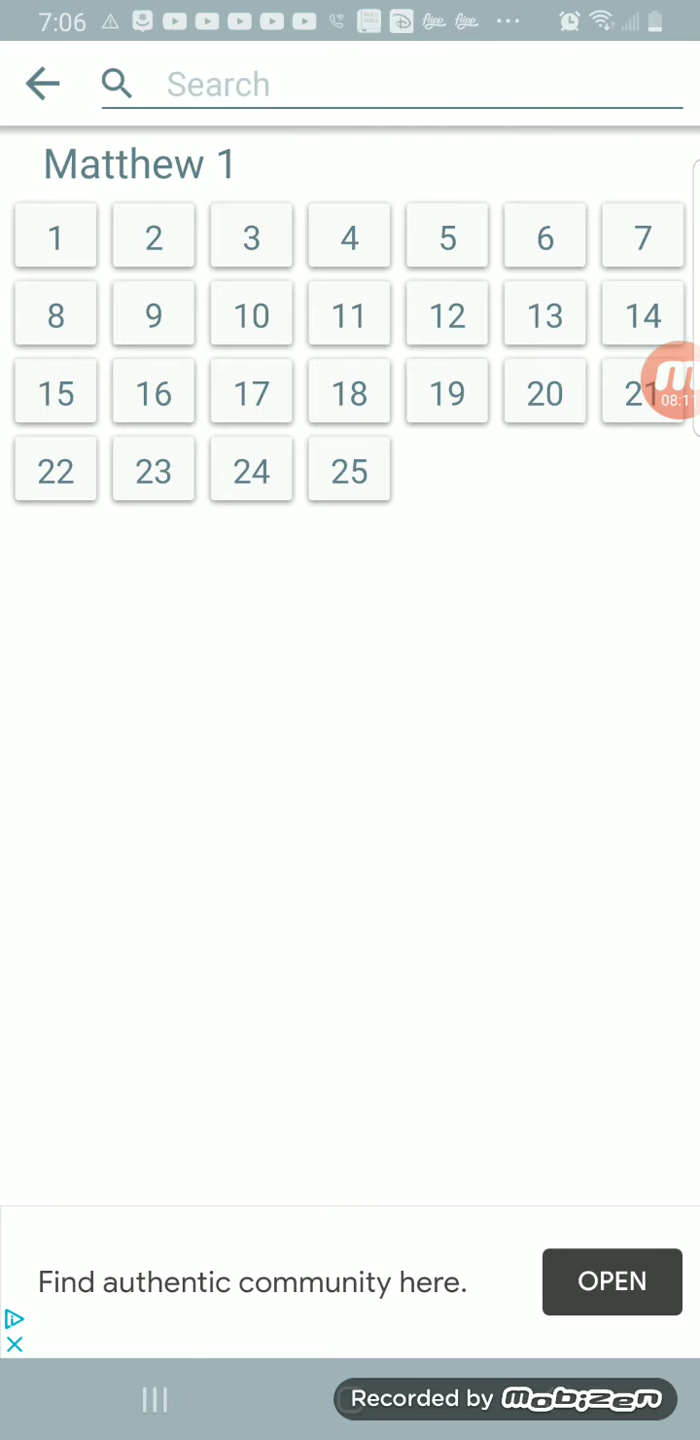 7:06
Search
Matthew 1
1 2 3 4 5 6 7
8 9 10 11 12 13 14
15 16 17 18 19 20 21
08:11
22 23 24 25
Find authentic community here.
OPEN
Recorded by mobizen